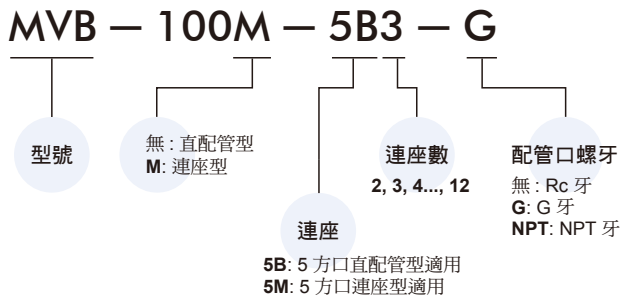 MVB — 100M — 5B3 — G
型號
無 : 直配管型
M: 連座型
連座
5B: 5 方口直配管型適用
5M: 5 方口連座型適用
連座數
2, 3, 4..., 12
配管口螺牙
無 : Rc 牙
G: G 牙
NPT: NPT 牙